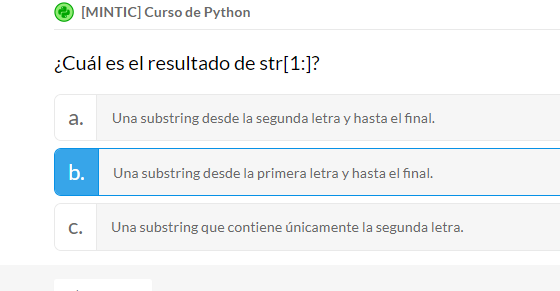 [MINTIC] Curso de Python
¿Cuál es el resultado de str[1:]?
a. Una substring desde la segunda letra y hasta el final.
b. Una substring desde la primera letra y hasta el final.
c. Una substring que contiene únicamente la segunda letra.